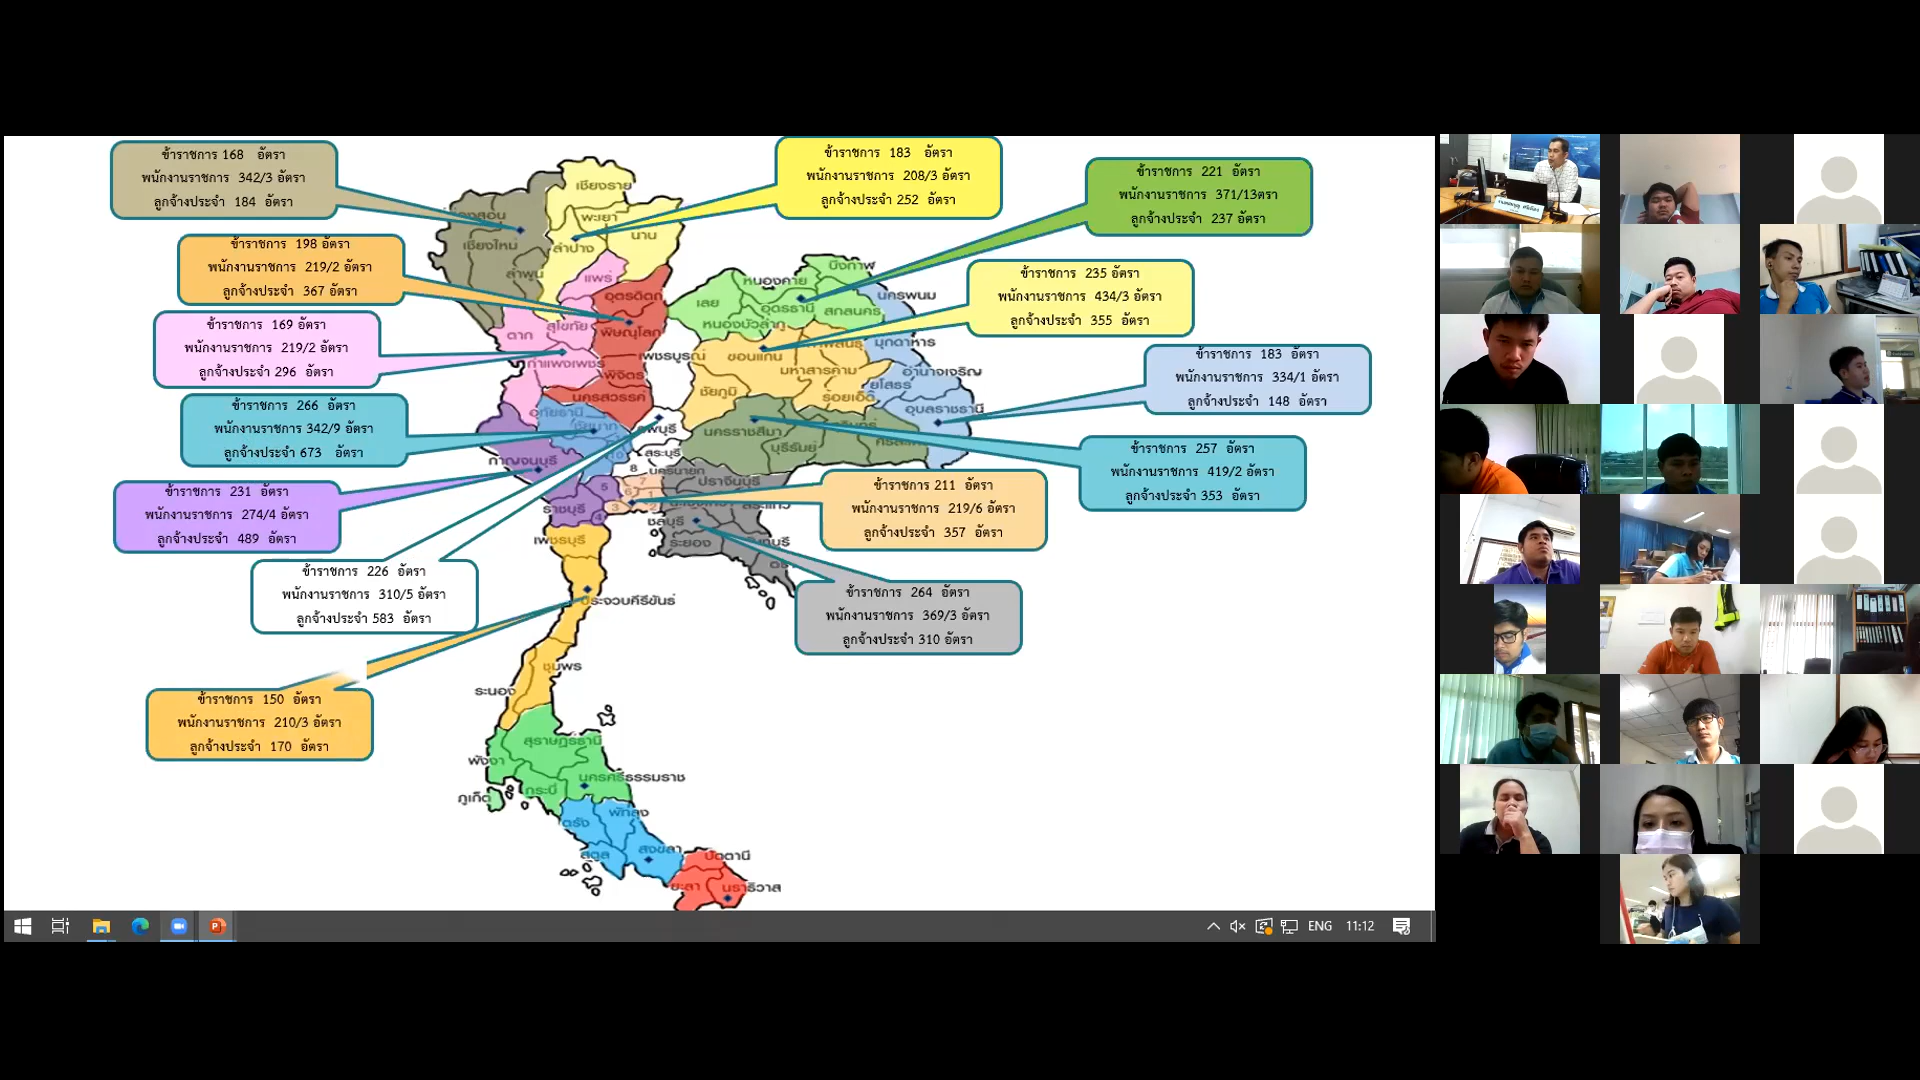 ข้าราชการ 168 อัตรา
พนักงานราชการ 342/3 อัตรา
ลูกจ้างประจำ 184 อัตรา
ข้าราชการ 183 อัตรา
พนักงานราชการ 208/3 อัตรา
ลูกจ้างประจำ 252 อัตรา
ข้าราชการ 221 อัตรา
พนักงานราชการ 371/13ตรา
ลูกจ้างประจำ 237 อัตรา
ข้าราชการ 198 อัตรา
พนักงานราชการ 219/2 อัตรา
ลูกจ้างประจำ 367 อัตรา
ข้าราชการ 235 อัตรา
พนักงานราชการ 434/3 อัตรา
ลูกจ้างประจำ 355 อัตรา
ข้าราชการ 169 อัตรา
พนักงานราชการ 219/2 อัตรา
ลูกจ้างประจำ 296 อัตรา
ข้าราชการ 183 อัตรา
พนักงานราชการ 334/1 อัตรา
ลูกจ้างประจำ 148 อัตรา
ข้าราชการ 266 อัตรา
พนักงานราชการ 342/9 อัตรา
ลูกจ้างประจำ 673 อัตรา
ข้าราชการ 257 อัตรา
พนักงานราชการ 419/2 อัตรา
ลูกจ้างประจำ 353 อัตรา
ข้าราชการ 231 อัตรา
พนักงานราชการ 274/4 อัตรา
ลูกจ้างประจำ 489 อัตรา
ข้าราชการ 211 อัตรา
พนักงานราชการ 219/6 อัตรา
ลูกจ้างประจำ 357 อัตรา
ข้าราชการ 226 อัตรา
พนักงานราชการ 310/5 อัตรา
ลูกจ้างประจำ 583 อัตรา
ข้าราชการ 264 อัตรา
พนักงานราชการ 369/3 อัตรา
ลูกจ้างประจำ 310 อัตรา
ข้าราชการ 150 อัตรา
พนักงานราชการ 210/3 อัตรา
ลูกจ้างประจำ 170 อัตรา
เชียงราย
พะเยา
น่าน
เชียงใหม่
ลำปาง
ลำพูน
แพร่
อุตรดิตถ์
ตาก
สุโขทัย
พิษณุโลก
กำแพงเพชร
พิจิตร
เพชรบูรณ์
นครสวรรค์
อุทัยธานี
ชัยนาท
บึงกาฬ
หนองคาย
เลย
อุดรธานี
สกลนคร
นครพนม
หนองบัวลำภู
มุกดาหาร
ขอนแก่น
มหาสารคาม
อำนาจเจริญ
ยโสธร
ชัยภูมิ
ร้อยเอ็ด
อุบลราชธานี
นครราชสีมา
บุรีรัมย์
สระบุรี
กาญจนบุรี
8 นครนายก
ปราจีนบุรี
ราชบุรี
ชลบุรี
ระยอง
เพชรบุรี
ประจวบคีรีขันธ์
ชุมพร
ระนอง
สุราษฎร์ธานี
พังงา
นครศรีธรรมราช
ภูเก็ต
กระบี่
ตรัง
พัทลุง
สตูล
สงขลา
ปัตตานี
ยะลา
นราธิวาส
ENG
11:12